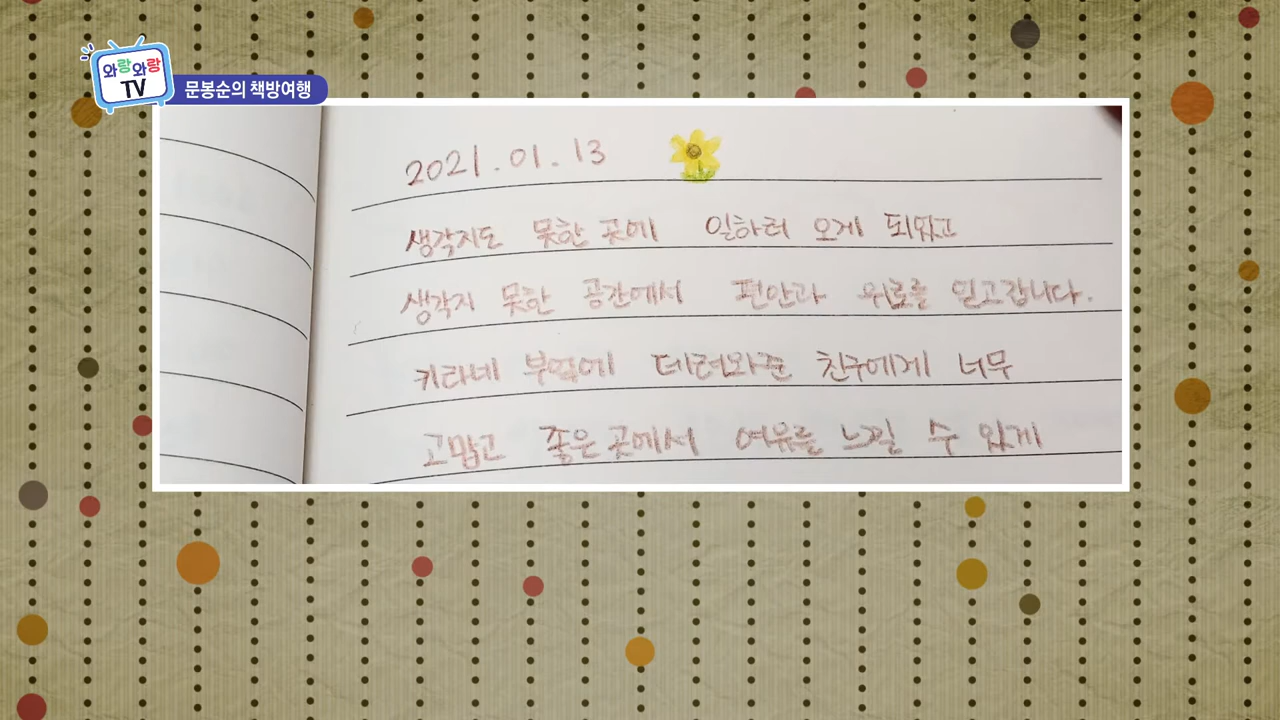 와랑와랑
TV
문봉순의 책방여행
2021.01.13
생각지도 못한 곳에 일하러 오게 되었고
생각지 못한 공간에서 편안과 위로를 얻고갑니다.
키라네 부엌에 데려와준 친구에게 너무
고맙고 좋은 곳에서 여유를 느낄 수 있게